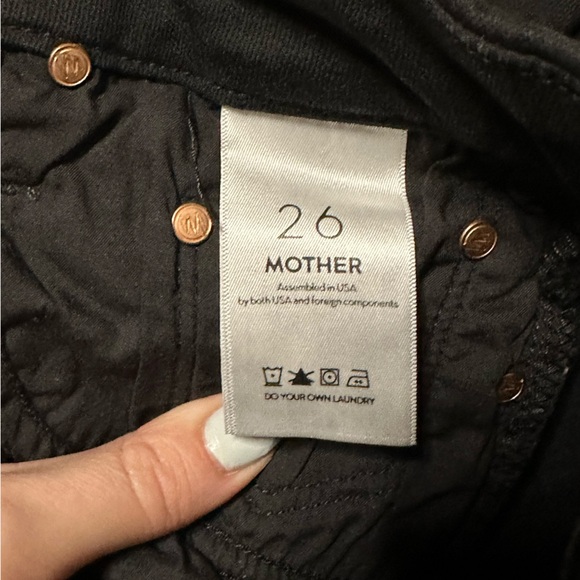 26
MOTHER
Assembled in USA
by both USA and foreign components
DO YOUR OWN LAUNDRY